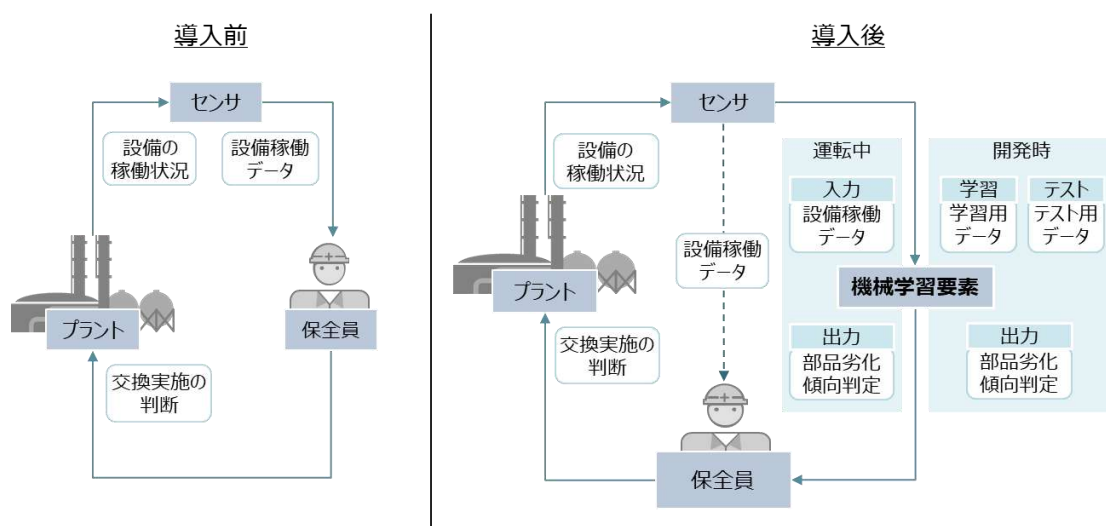 導入前
センサ
設備の
稼働状況
設備稼働
データ
プラント
保全員
交換実施の
判断
導入後
センサ
設備の
稼働状況
設備稼働
データ
プラント
交換実施の
判断
保全員
運転中
入力
設備稼働
データ
開発時
学習
学習用
データ
テスト
テスト用
データ
機械学習要素
出力
部品劣化
傾向判定
出力
部品劣化
傾向判定